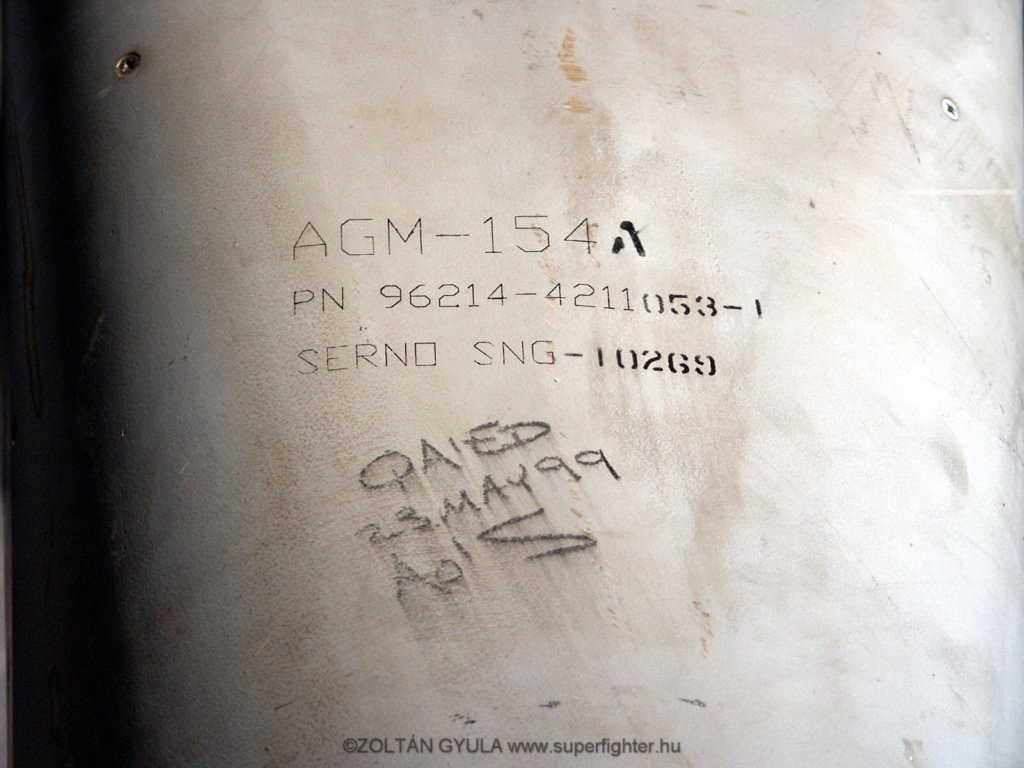 AGM-154A
PN 96214-4211053-1
SERNO SNG-10269
QA'ED
23 MAY 99
©ZOLTÁN GYULA www.superfighter.hu